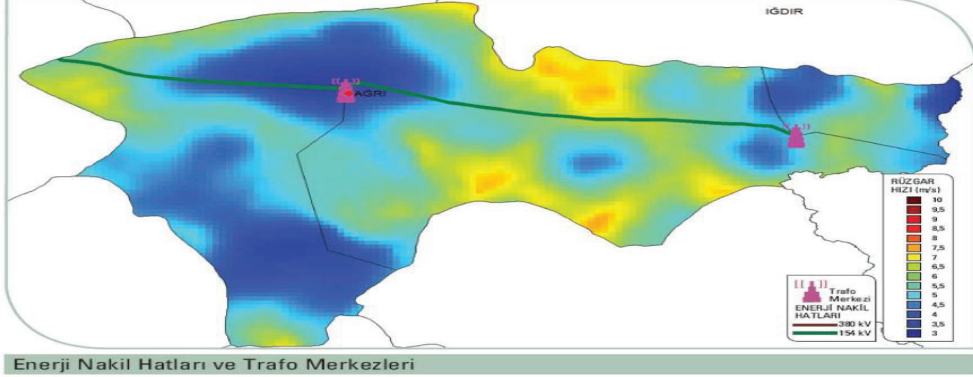 IĞDIR
AĞRI
RÜZGAR
HIZI (m/s)
10
9,5
9
8,5
8
7,5
7
6,5
6
5,5
5
4,5
4
3,5
3
Trafo
Merkezi
ENERJİ NAKİL
HATLARI
380 kV
154 kV
Enerji Nakil Hatları ve Trafo Merkezleri